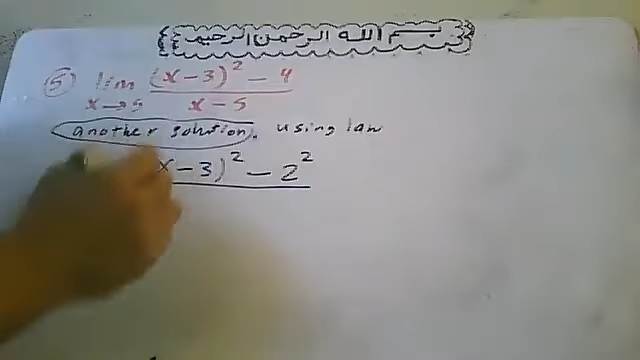 بسم الله الرحمن الرحيم
5 lim (x-3)² - 4
x→5 x-5
another solution. using law
x-3)² - 2²